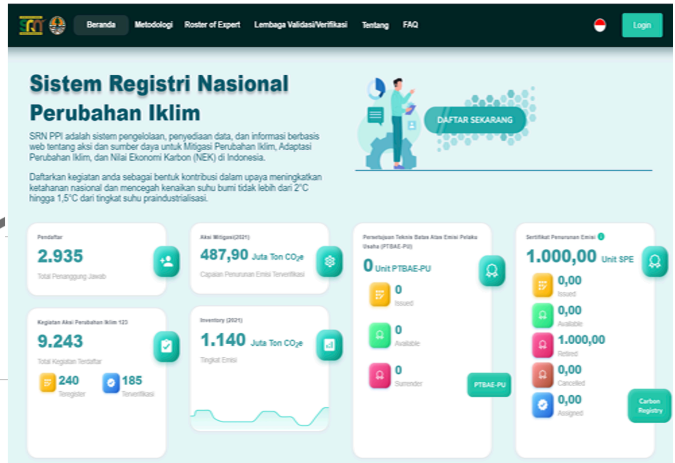 SRN
Beranda Metodologi Roster of Expert Lembaga Validasi/Verifikasi Tentang FAQ Login
Sistem Registri Nasional
Perubahan Iklim
SRN PPI adalah sistem pengelolaan, penyediaan data, dan informasi berbasis
web tentang aksi dan sumber daya untuk Mitigasi Perubahan Iklim, Adaptasi
Perubahan Iklim, dan Nilai Ekonomi Karbon (NEK) di Indonesia.
Daftarkan kegiatan anda sebagai bentuk kontribusi dalam upaya meningkatkan
ketahanan nasional dan mencegah kenaikan suhu bumi tidak lebih dari 2°C
hingga 1,5°C dari tingkat suhu praindustrialisasi.
DAFTAR SEKARANG
Pendaftar
2.935
Total Penanggung Jawab
Aksi Mitigasi(2021)
487,90 Juta Ton CO₂e
Capaian Penurunan Emisi Terverifikasi
Kegiatan Aksi Perubahan Iklim 123
9.243
Total Kegiatan Terdaftar
240
Teregister
185
Terverifikasi
Inventory (2021)
1.140 Juta Ton CO₂e
Tingkat Emisi
Persetujuan Teknis Batas Atas Emisi Pelaku
Usaha (PTBAE-PU)
0 Unit PTBAE-PU
0
Issued
0
Available
0
Surrender
PTBAE-PU
Sertifikat Penurunan Emisi
1.000,00 Unit SPE
0,00
Issued
0,00
Available
1.000,00
Retired
0,00
Cancelled
0,00
Assigned
Carbon
Registry